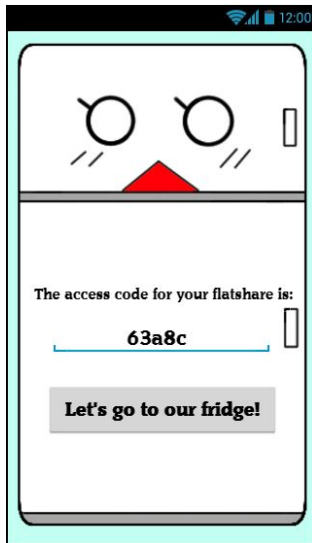 12:00
The access code for your flatshare is:
63a8c
Let's go to our fridge!